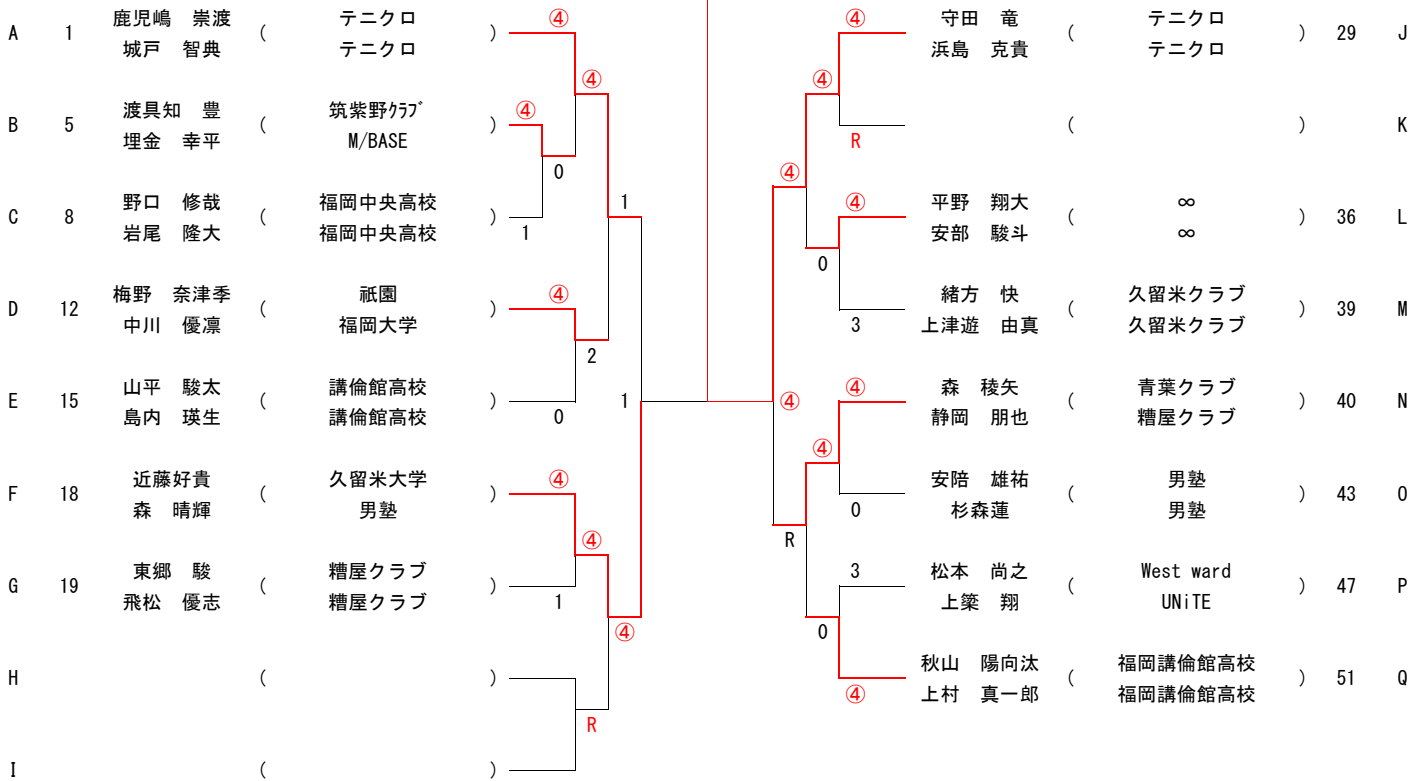 A 1 鹿児嶋 崇渡 ( テニクロ ) ④
城戸 智典 テニクロ
④
B 5 渡具知 豊 ( 筑紫野ｸﾗﾌﾞ ) ④
埋金 幸平 M/BASE
0
C 8 野口 修哉 ( 福岡中央高校 ) 1 1
岩尾 隆大 福岡中央高校
D 12 梅野 奈津季 ( 祇園 ) ④
中川 優凛 福岡大学
2
E 15 山平 駿太 ( 講倫館高校 ) 0 1
島内 瑛生 講倫館高校
F 18 近藤好貴 ( 久留米大学 ) ④
森 晴輝 男塾
④
G 19 東郷 駿 ( 糟屋クラブ ) 1
飛松 優志 糟屋クラブ
④
H ( )
R
I ( )
④ 守田 竜 ( テニクロ ) 29 J
浜島 克貴 テニクロ
④
R ( ) K
④
④ 平野 翔大 ( ∞ ) 36 L
安部 駿斗 ∞
0
3 緒方 快 ( 久留米クラブ ) 39 M
上津遊 由真 久留米クラブ
④
④ 森 稜矢 ( 青葉クラブ ) 40 N
静岡 朋也 糟屋クラブ
④
0 安陪 雄祐 ( 男塾 ) 43 O
杉森蓮 男塾
R
3 松本 尚之 ( West ward ) 47 P
上簗 翔 UNiTE
0
④ 秋山 陽向汰 ( 福岡講倫館高校 ) 51 Q
上村 真一郎 福岡講倫館高校